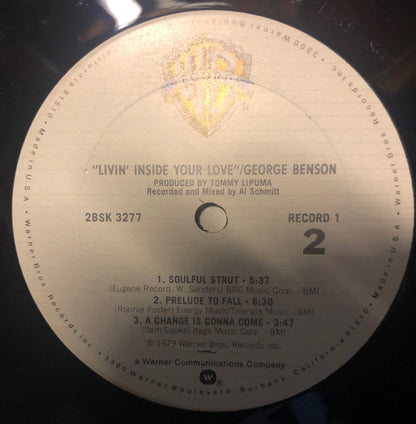 WB
RECORDS
"LIVIN' INSIDE YOUR LOVE"/GEORGE BENSON
PRODUCED BY TOMMY LIPUMA
Recorded and Mixed by Al Schmitt
2BSK 3277
RECORD 1
2
1. SOULFUL STRUT • 5:37
(Eugene Record, W. Sanders) BRC Music Corp. - BMI
2. PRELUDE TO FALL • 6:30
(Ronnie Foster) Energy Music/Triangle Music - BMI
3. A CHANGE IS GONNA COME • 3:47
(Sam Cooke) Kags Music Corp. - BMI
℗ 1979 Warner Bros. Records Inc.
a Warner Communications Company
Warner Bros. Records Inc. • 3300 Warner Boulevard, Burbank, California 91510 • Made in U.S.A. •